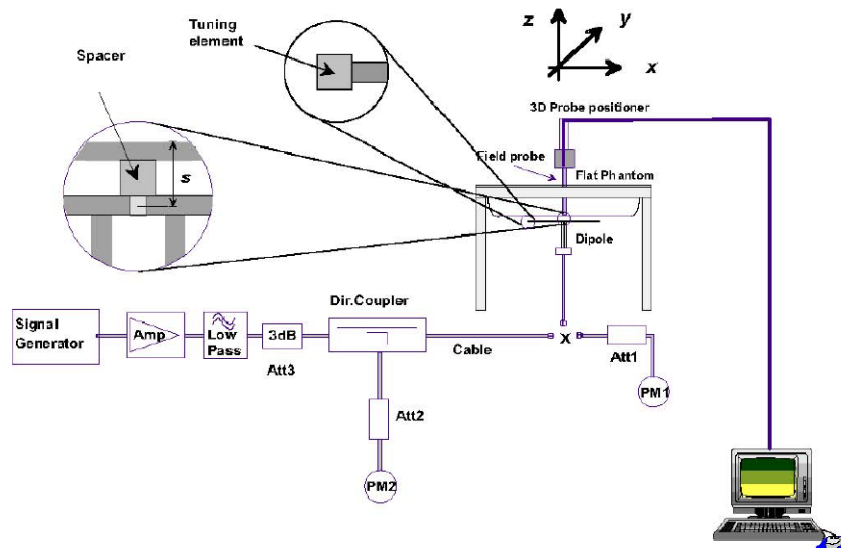 Tuning
element
Spacer
s
z
y
x
3D Probe positioner
Field probe
Flat Phantom
Dipole
Dir.Coupler
Signal
Generator
Amp
Low
Pass
3dB
Att3
Cable
X
Att1
PM1
Att2
PM2